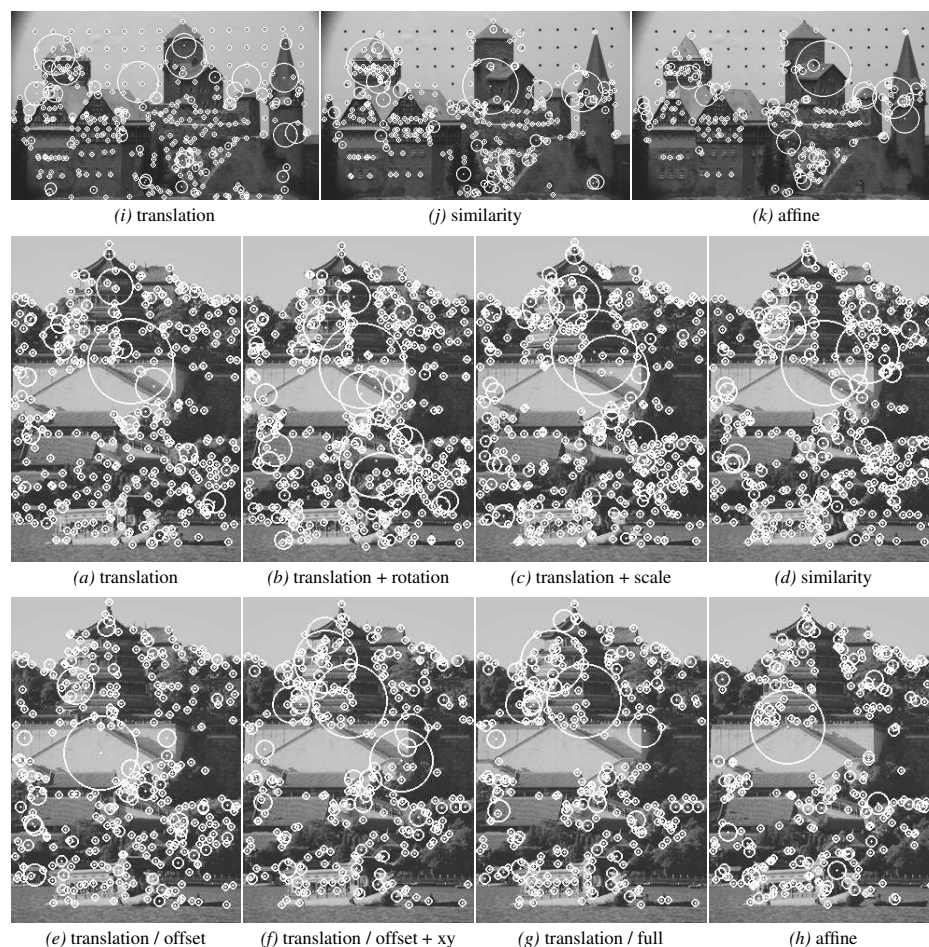 (i) translation (j) similarity (k) affine
(a) translation (b) translation + rotation (c) translation + scale (d) similarity
(e) translation / offset (f) translation / offset + xy (g) translation / full (h) affine